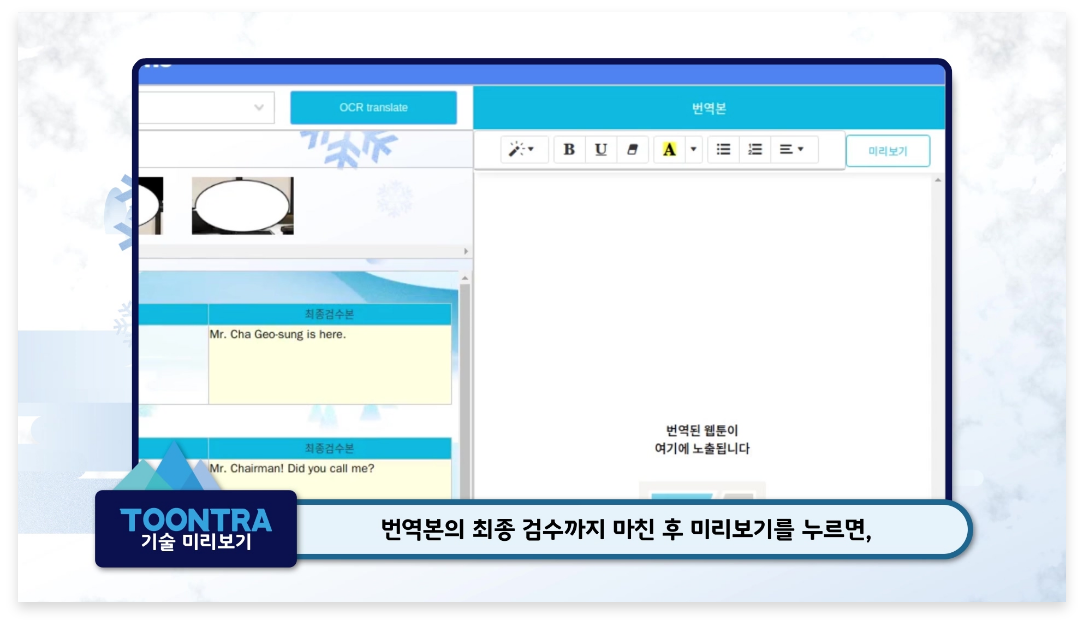 OCR translate
번역본
B U A
미리보기
최종검수본
Mr. Cha Geo-sung is here.
최종검수본
Mr. Chairman! Did you call me?
번역된 웹툰이
여기에 노출됩니다
TOONTRA
기술 미리보기
번역본의 최종 검수까지 마친 후 미리보기를 누르면,